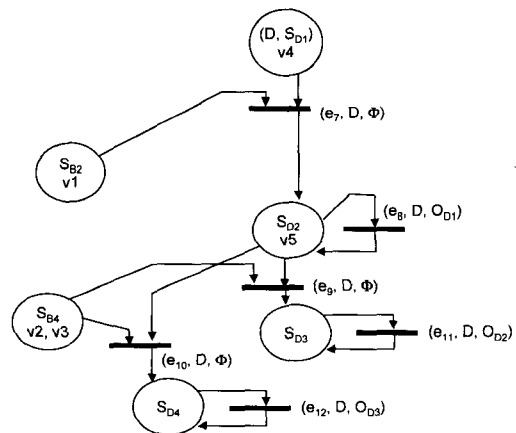 (D, S_D1)
v4
(e_7, D, Φ)
S_B2
v1
S_D2
v5
(e_8, D, O_D1)
(e_9, D, Φ)
S_B4
v2, v3
S_D3
(e_11, D, O_D2)
(e_10, D, Φ)
S_D4
(e_12, D, O_D3)